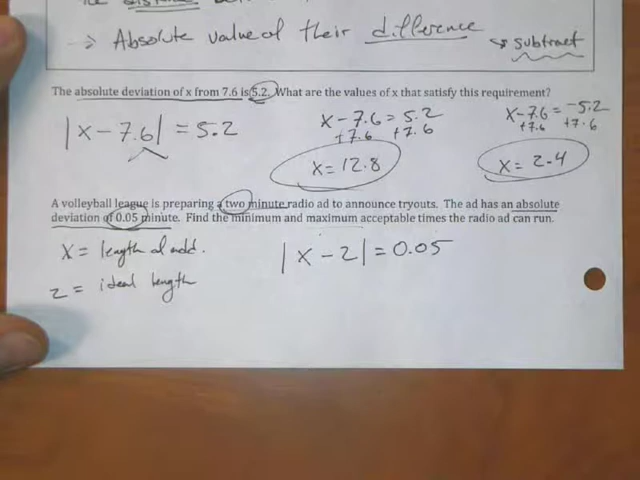 → Absolute value of their difference → subtract
The absolute deviation of x from 7.6 is 5.2. What are the values of x that satisfy this requirement?
|x-7.6| = 5.2
x-7.6 = 5.2
+7.6 +7.6
x = 12.8
x-7.6 = -5.2
+7.6 +7.6
x = 2.4
A volleyball league is preparing a two minute radio ad to announce tryouts. The ad has an absolute
deviation of 0.05 minute. Find the minimum and maximum acceptable times the radio ad can run.
x = length of add.
2 = ideal length
|x-2| = 0.05